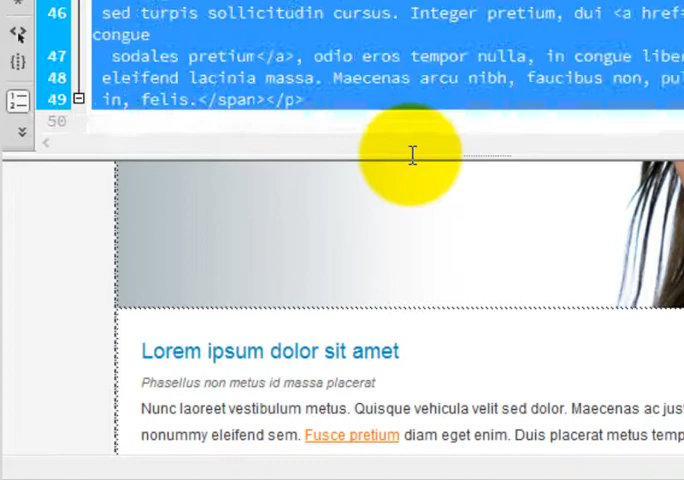 46 sed turpis sollicitudin cursus. Integer pretium, dui <a href=
congue
47 sodales pretium</a>, odio eros tempor nulla, in congue liber
48 eleifend lacinia massa. Maecenas arcu nibh, faucibus non, pul
49 in, felis.</span></p>
50
Lorem ipsum dolor sit amet
Phasellus non metus id massa placerat
Nunc laoreet vestibulum metus. Quisque vehicula velit sed dolor. Maecenas ac jus
nonummy eleifend sem. Fusce pretium diam eget enim. Duis placerat metus temp